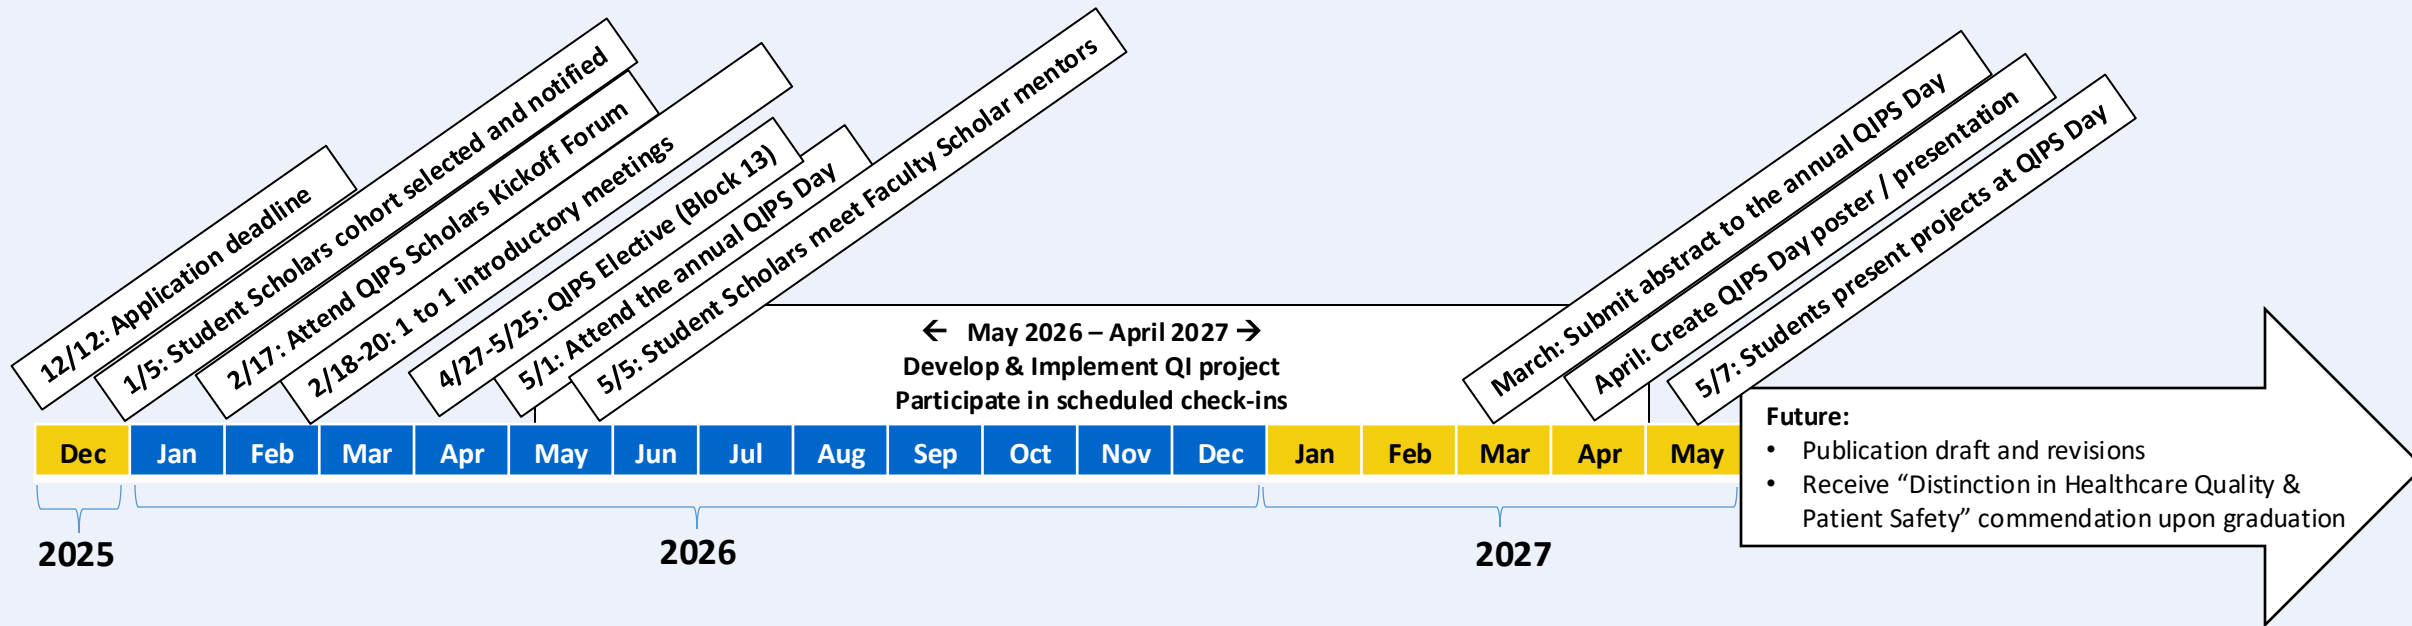 12/12: Application deadline
1/5: Student Scholars cohort selected and notified
2/17: Attend QIPS Scholars Kickoff Forum
2/18-20: 1 to 1 introductory meetings
4/27-5/25: QIPS Elective (Block 13)
5/1: Attend the annual QIPS Day
5/5: Student Scholars meet Faculty Scholar mentors
← May 2026 – April 2027 →
Develop & Implement QI project
Participate in scheduled check-ins
March: Submit abstract to the annual QIPS Day
April: Create QIPS Day poster / presentation
5/7: Students present projects at QIPS Day
Dec Jan Feb Mar Apr May Jun Jul Aug Sep Oct Nov Dec Jan Feb Mar Apr May
2025 2026 2027
Future:
• Publication draft and revisions
• Receive “Distinction in Healthcare Quality &
Patient Safety” commendation upon graduation